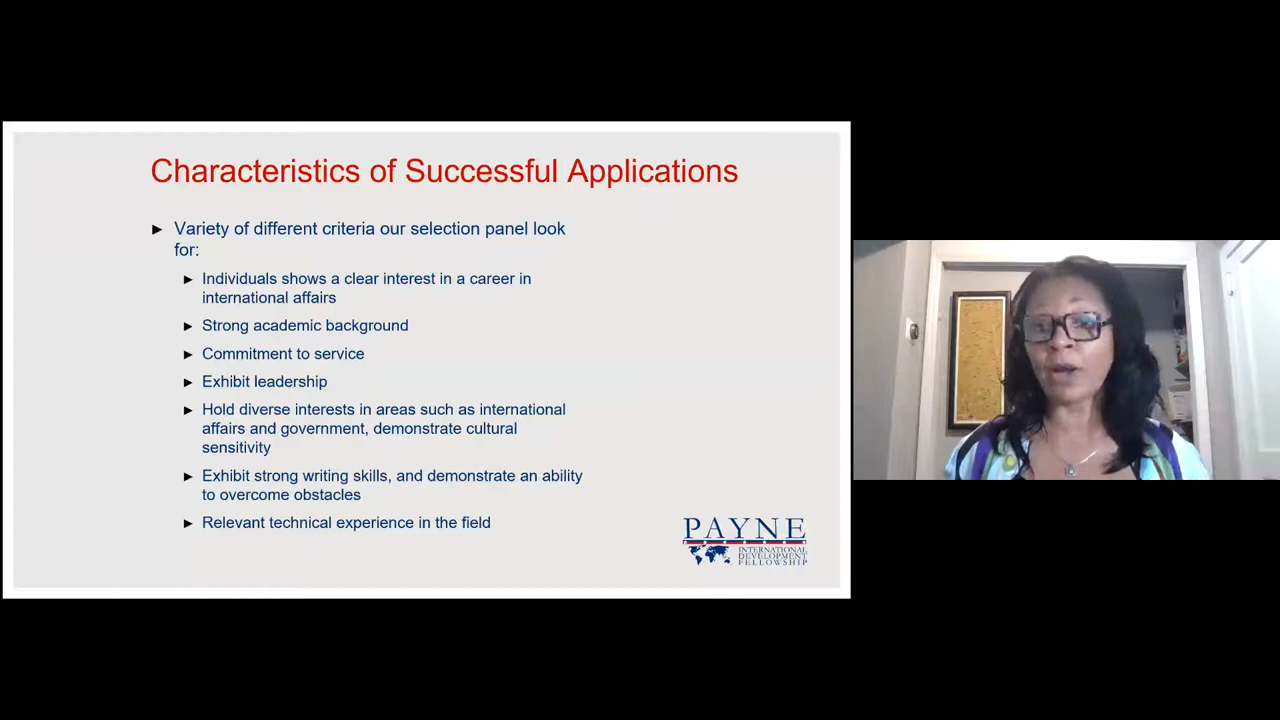 Characteristics of Successful Applications
► Variety of different criteria our selection panel look
for:
► Individuals shows a clear interest in a career in
international affairs
► Strong academic background
► Commitment to service
► Exhibit leadership
► Hold diverse interests in areas such as international
affairs and government, demonstrate cultural
sensitivity
► Exhibit strong writing skills, and demonstrate an ability
to overcome obstacles
► Relevant technical experience in the field
PAYNE
INTERNATIONAL
DEVELOPMENT
FELLOWSHIP